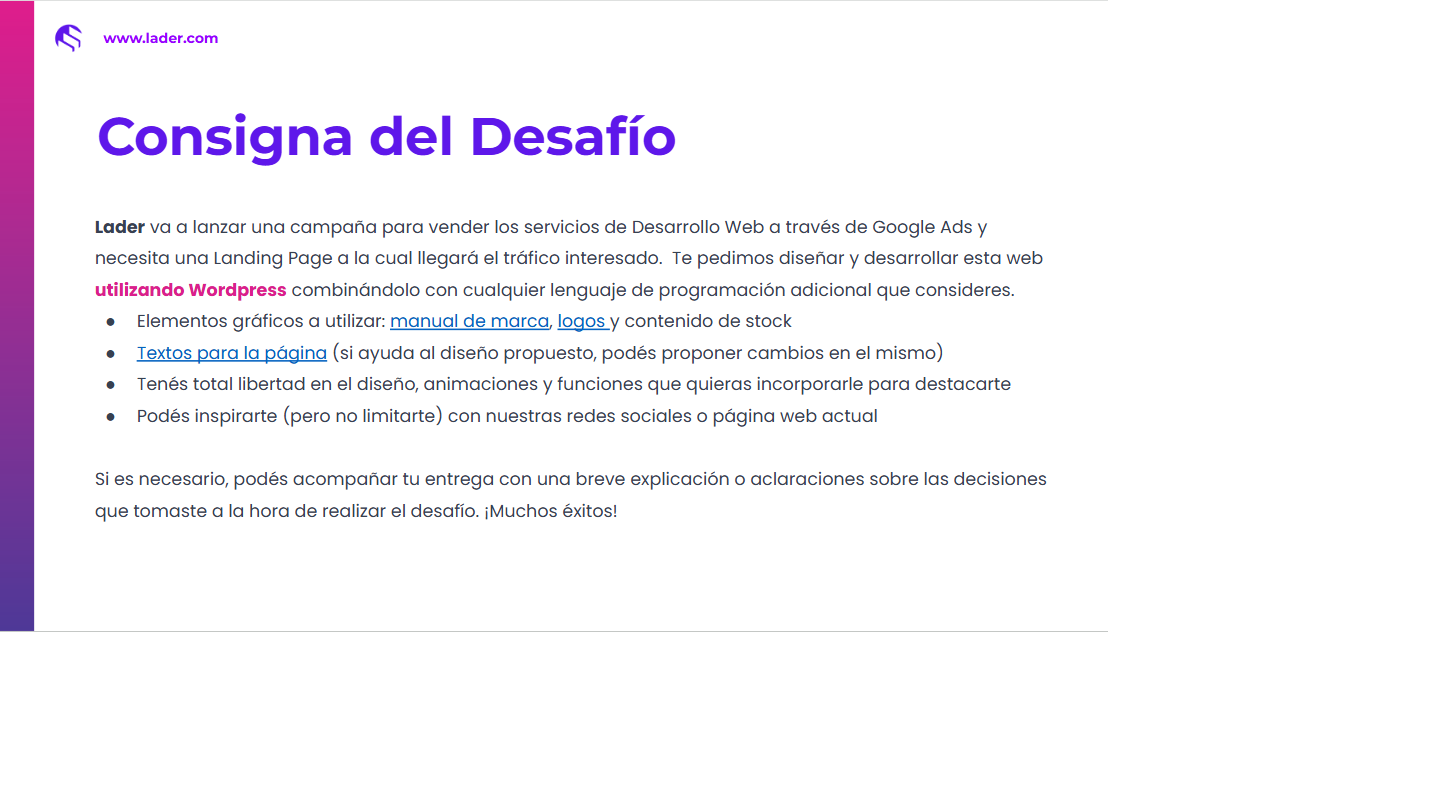 www.lader.com
Consigna del Desafío
Lader va a lanzar una campaña para vender los servicios de Desarrollo Web a través de Google Ads y
necesita una Landing Page a la cual llegará el tráfico interesado.  Te pedimos diseñar y desarrollar esta web
utilizando Wordpress combinándolo con cualquier lenguaje de programación adicional que consideres.
● Elementos gráficos a utilizar: manual de marca, logos y contenido de stock
● Textos para la página (si ayuda al diseño propuesto, podés proponer cambios en el mismo)
● Tenés total libertad en el diseño, animaciones y funciones que quieras incorporarle para destacarte
● Podés inspirarte (pero no limitarte) con nuestras redes sociales o página web actual
Si es necesario, podés acompañar tu entrega con una breve explicación o aclaraciones sobre las decisiones
que tomaste a la hora de realizar el desafío. ¡Muchos éxitos!